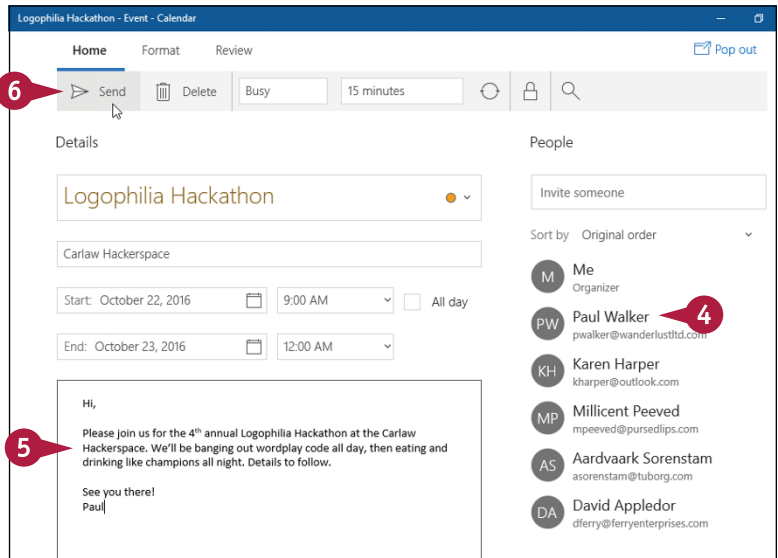 Logophilia Hackathon - Event - Calendar
Home Format Review Pop out
6 Send Delete Busy 15 minutes
Details
Logophilia Hackathon
Carlaw Hackerspace
Start: October 22, 2016 9:00 AM All day
End: October 23, 2016 12:00 AM
5
Hi,
Please join us for the 4th annual Logophilia Hackathon at the Carlaw
Hackerspace. We'll be banging out wordplay code all day, then eating and
drinking like champions all night. Details to follow.
See you there!
Paul
People
Invite someone
Sort by Original order
M Me
Organizer
PW Paul Walker 4
pwalker@wanderlustltd.com
KH Karen Harper
kharper@outlook.com
MP Millicent Peeved
mpeeved@pursedlips.com
AS Aardvaark Sorenstam
asorenstam@tuborg.com
DA David Appledor
dferry@ferryenterprises.com